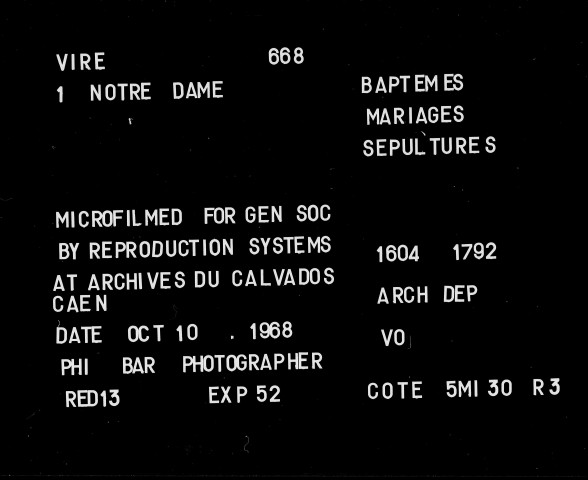 VIRE 668
1 NOTRE DAME
BAPTEMES
MARIAGES
SEPULTURES
MICROFILMED FOR GEN SOC
BY REPRODUCTION SYSTEMS
AT ARCHIVES DU CALVADOS
CAEN
DATE OCT 10 . 1968
PHI BAR PHOTOGRAPHER
RED13 EXP 52
1604 1792
ARCH DEP
VO
COTE 5MI 30 R3